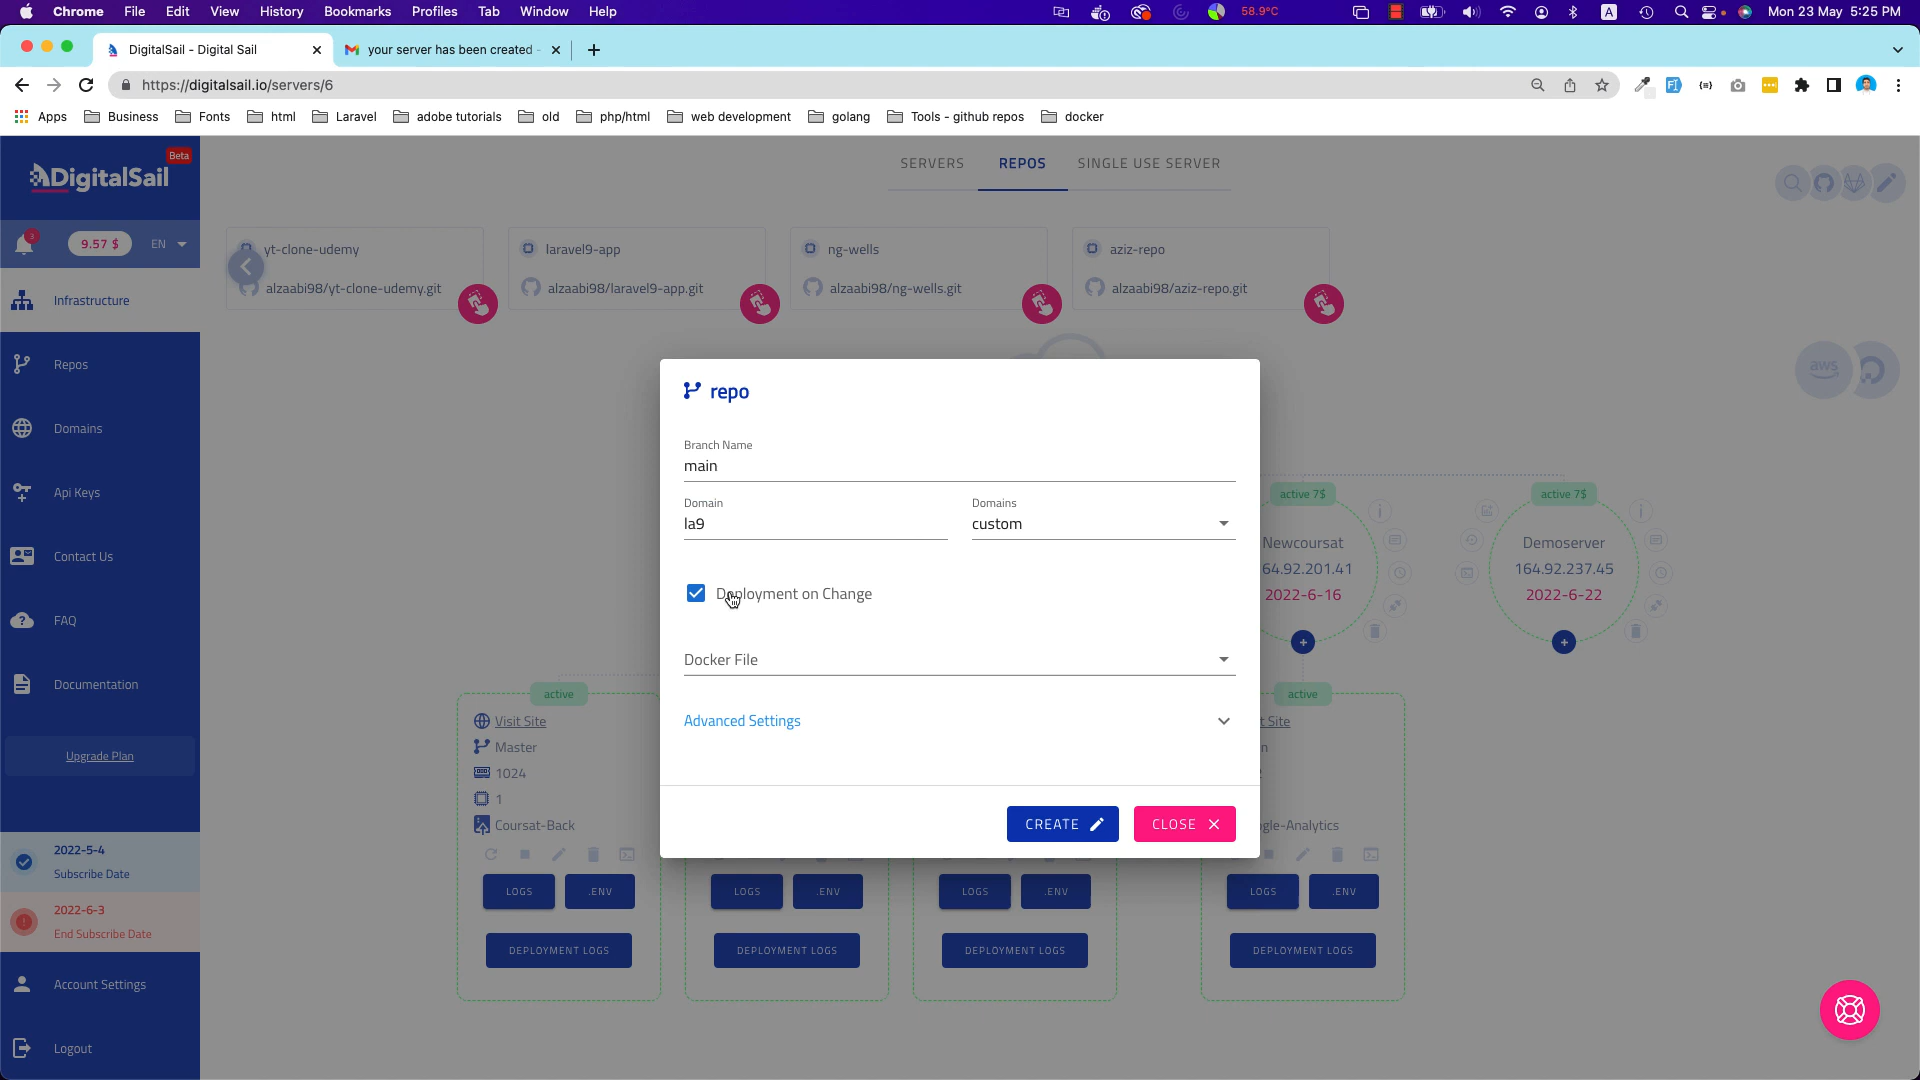 Chrome File Edit View History Bookmarks Profiles Tab Window Help 58.9°C A Mon 23 May 5:25 PM
DigitalSail - Digital Sail
your server has been created -
https://digitalsail.io/servers/6
Apps Business Fonts html Laravel adobe tutorials old php/html web development golang Tools - github repos docker
Beta
DigitalSail
3
9.57 $
EN
Infrastructure
Repos
Domains
Api Keys
Contact Us
FAQ
Documentation
Upgrade Plan
2022-5-4
Subscribe Date
2022-6-3
End Subscribe Date
Account Settings
Logout
SERVERS REPOS SINGLE USE SERVER
yt-clone-udemy
alzaabi98/yt-clone-udemy.git
laravel9-app
alzaabi98/laravel9-app.git
ng-wells
alzaabi98/ng-wells.git
aziz-repo
alzaabi98/aziz-repo.git
aws
repo
Branch Name
main
Domain
la9
Domains
custom
Deployment on Change
Docker File
Advanced Settings
CREATE
CLOSE
active 7$
Newcoursat
64.92.201.41
2022-6-16
active 7$
Demoserver
164.92.237.45
2022-6-22
active
Visit Site
Master
1024
1
Coursat-Back
LOGS
.ENV
DEPLOYMENT LOGS
LOGS
.ENV
DEPLOYMENT LOGS
LOGS
.ENV
DEPLOYMENT LOGS
active
t Site
gle-Analytics
LOGS
.ENV
DEPLOYMENT LOGS